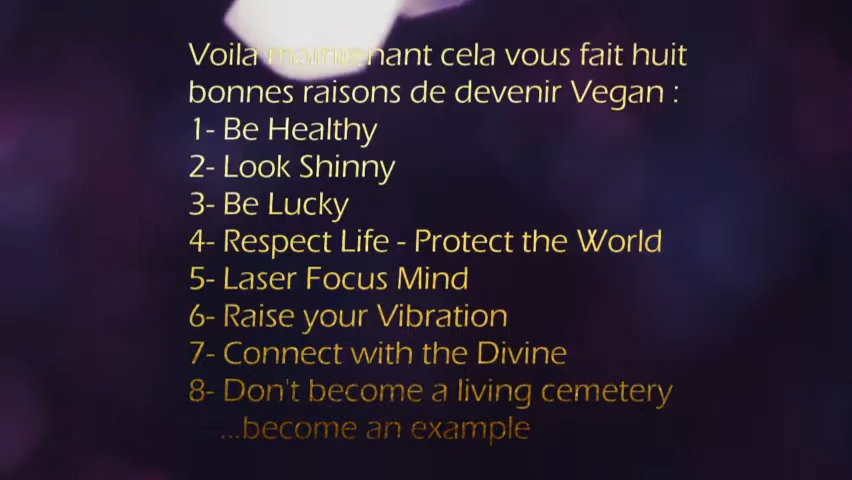 Voila maintenant cela vous fait huit
bonnes raisons de devenir Vegan :
1- Be Healthy
2- Look Shinny
3- Be Lucky
4- Respect Life - Protect the World
5- Laser Focus Mind
6- Raise your Vibration
7- Connect with the Divine
8- Don't become a living cemetery
...become an example